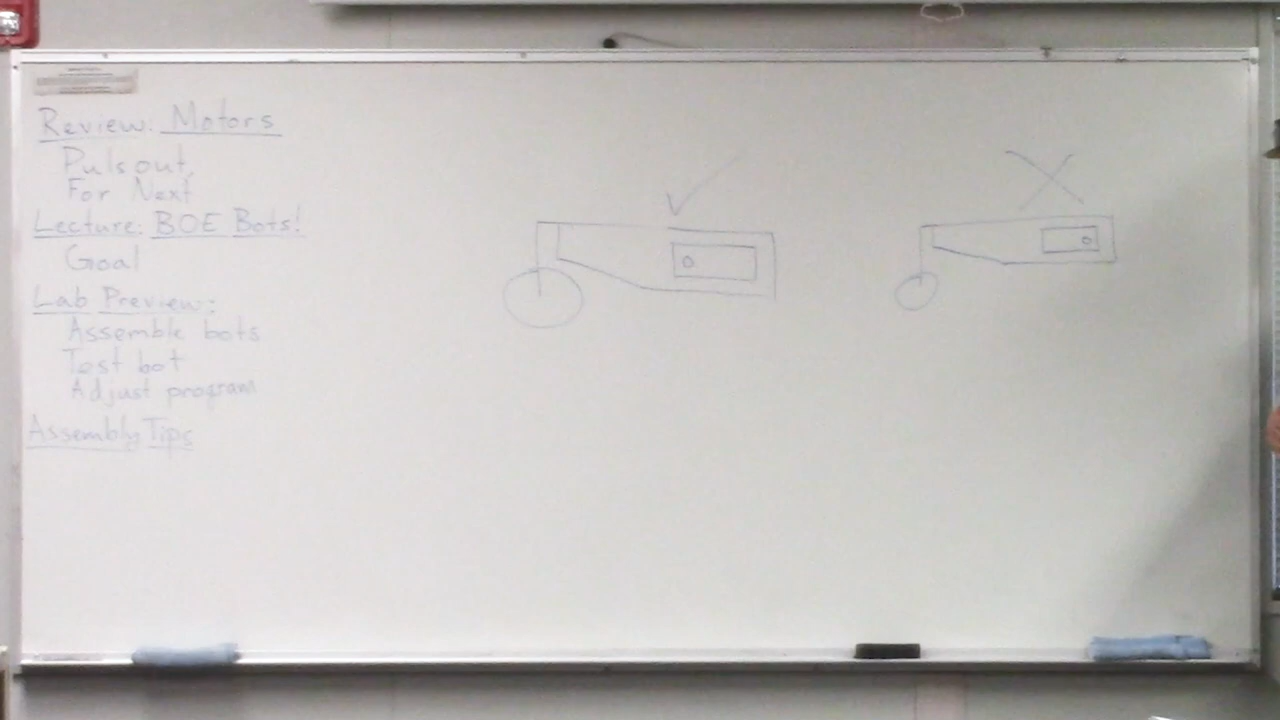 Review: Motors
Pulsout,
For Next
Lecture: BOE Bots!
Goal
Lab Preview:
Assemble bots
Test bot
Adjust program
Assembly Tips